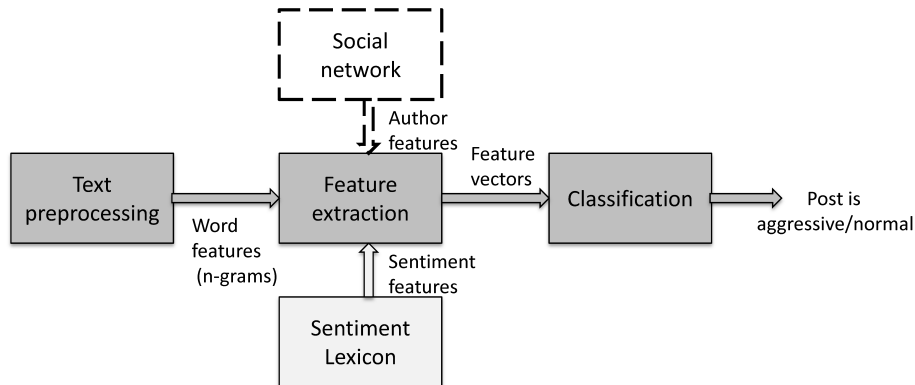 Social
network
Author
features
Text
preprocessing
Word
features
(n-grams)
Feature
extraction
Feature
vectors
Classification
Post is
aggressive/normal
Sentiment
features
Sentiment
Lexicon